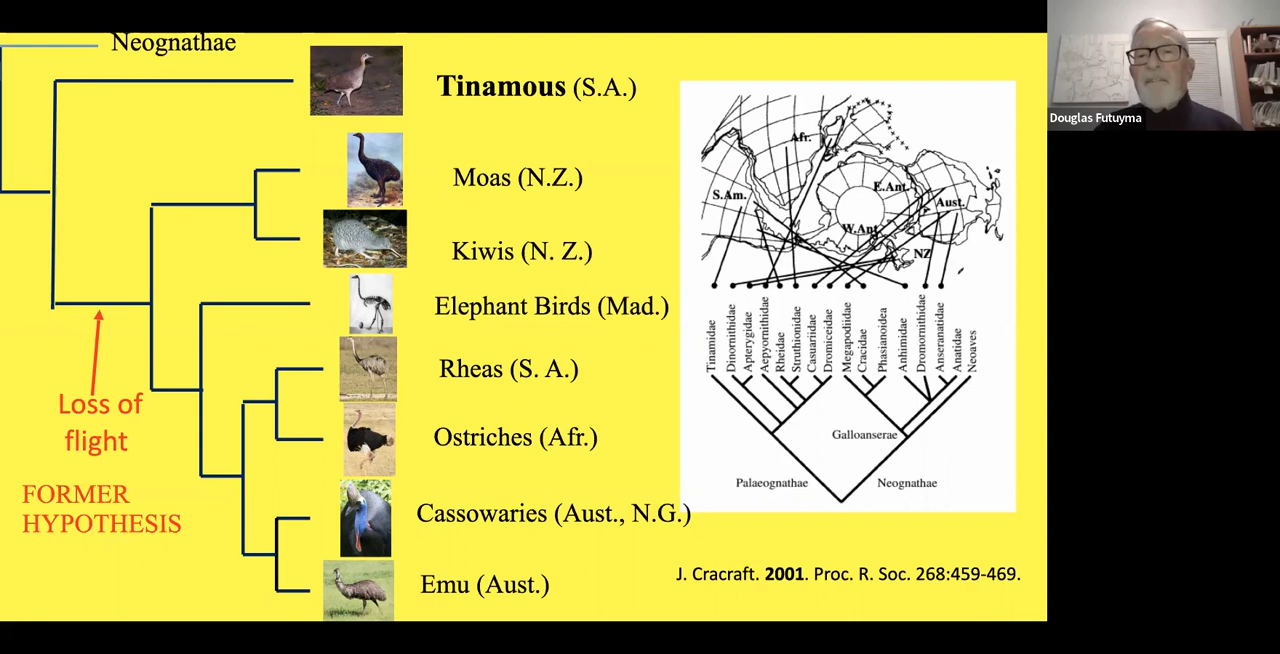 Neognathae
Tinamous (S.A.)
Moas (N.Z.)
Kiwis (N. Z.)
Elephant Birds (Mad.)
Rheas (S. A.)
Ostriches (Afr.)
Cassowaries (Aust., N.G.)
Emu (Aust.)
Loss of
flight
FORMER
HYPOTHESIS
Afr.
S.Am.
E.Ant.
Aust.
W.Ant.
NZ
Tinamidae
Dinornithidae
Apterygidae
Aepyornithidae
Rheidae
Struthionidae
Casuariidae
Dromiceidae
Megapodiidae
Cracidae
Phasianoidea
Anhimidae
Dromornithidae
Anseranatidae
Anatidae
Neoaves
Galloanserae
Palaeognathae
Neognathae
J. Cracraft. 2001. Proc. R. Soc. 268:459-469.
Douglas Futuyma